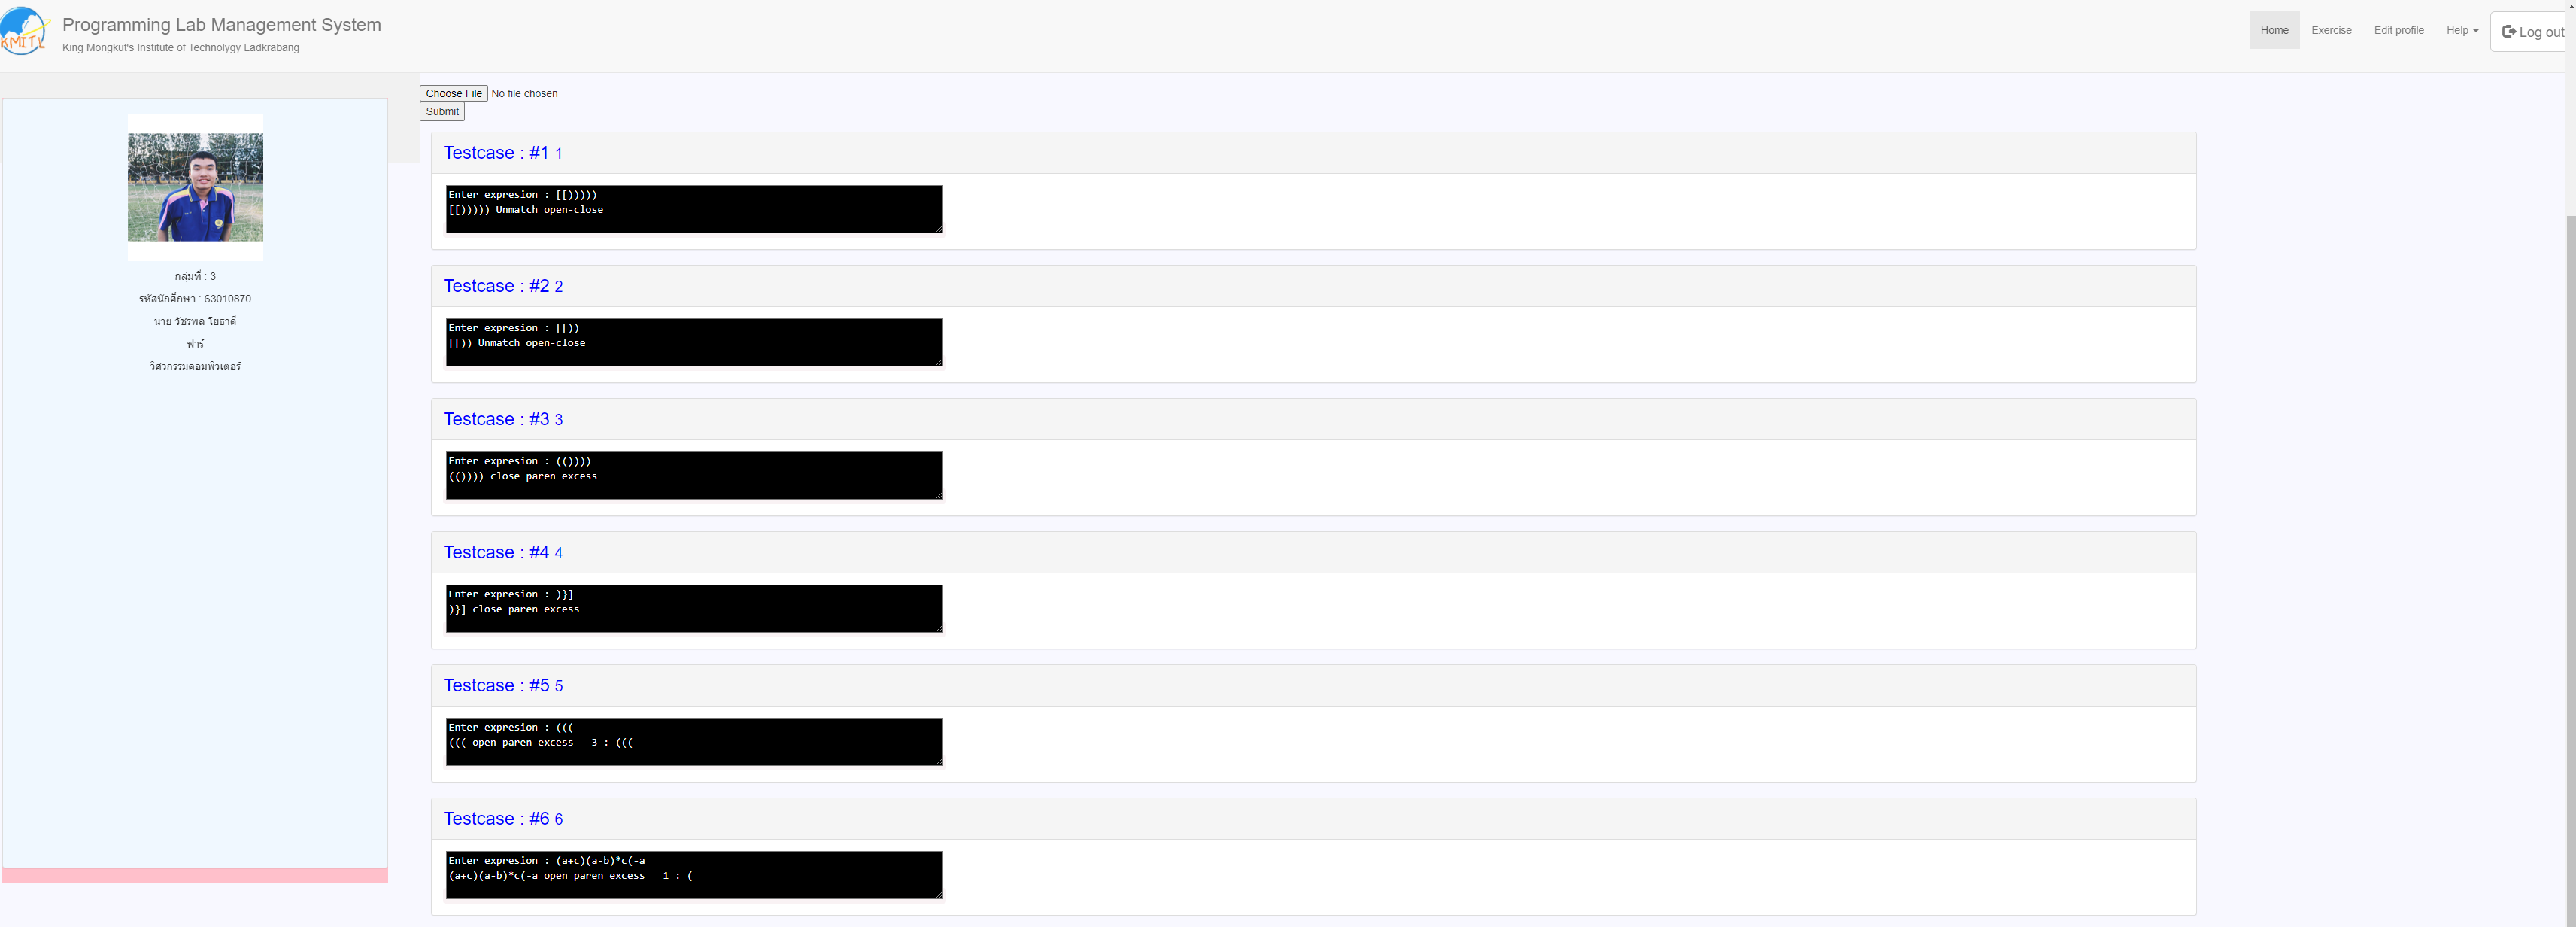 KMITL
Programming Lab Management System
King Mongkut's Institute of Technolygy Ladkrabang
Home
Exercise
Edit profile
Help
Log out
กลุ่มที่ : 3
รหัสนักศึกษา : 63010870
นาย วัชรพล โยธาดี
ฟาร์
วิศวกรรมคอมพิวเตอร์
Choose File No file chosen
Submit
Testcase : #1 1
Enter expresion : [[)))))
[[))))) Unmatch open-close
Testcase : #2 2
Enter expresion : [[))
[[)) Unmatch open-close
Testcase : #3 3
Enter expresion : (())))
(()))) close paren excess
Testcase : #4 4
Enter expresion : )}]
)}] close paren excess
Testcase : #5 5
Enter expresion : (((
((( open paren excess   3 : (((
Testcase : #6 6
Enter expresion : (a+c)(a-b)*c(-a
(a+c)(a-b)*c(-a open paren excess   1 : (